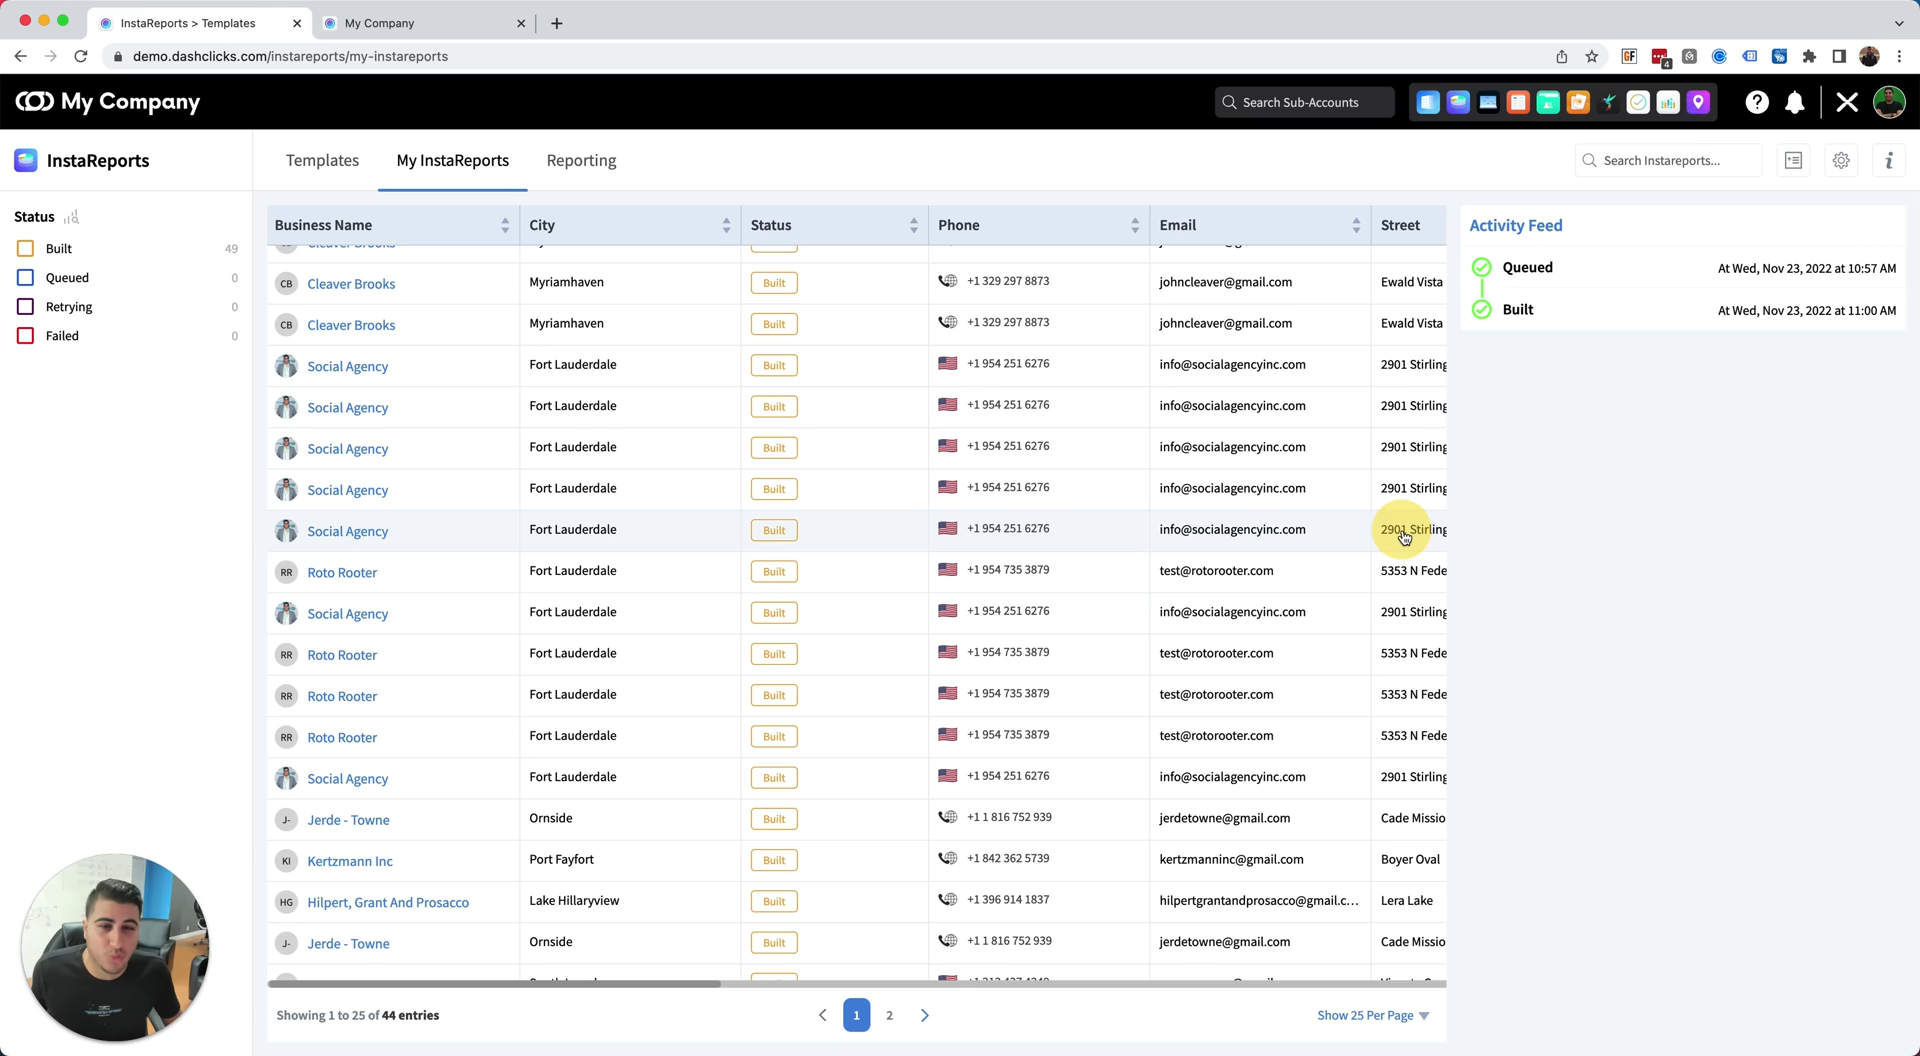 InstaReports > Templates
My Company
demo.dashclicks.com/instareports/my-instareports
GF
4
My Company
Search Sub-Accounts
InstaReports
Templates
My InstaReports
Reporting
Search Instareports...
Status
Built 49
Queued 0
Retrying 0
Failed 0
Business Name City Status Phone Email Street
CB Cleaver Brooks Myriamhaven Built +1 329 297 8873 johncleaver@gmail.com Ewald Vista
CB Cleaver Brooks Myriamhaven Built +1 329 297 8873 johncleaver@gmail.com Ewald Vista
Social Agency Fort Lauderdale Built +1 954 251 6276 info@socialagencyinc.com 2901 Stirling
Social Agency Fort Lauderdale Built +1 954 251 6276 info@socialagencyinc.com 2901 Stirling
Social Agency Fort Lauderdale Built +1 954 251 6276 info@socialagencyinc.com 2901 Stirling
Social Agency Fort Lauderdale Built +1 954 251 6276 info@socialagencyinc.com 2901 Stirling
Social Agency Fort Lauderdale Built +1 954 251 6276 info@socialagencyinc.com 2901 Stirling
RR Roto Rooter Fort Lauderdale Built +1 954 735 3879 test@rotorooter.com 5353 N Fede
Social Agency Fort Lauderdale Built +1 954 251 6276 info@socialagencyinc.com 2901 Stirling
RR Roto Rooter Fort Lauderdale Built +1 954 735 3879 test@rotorooter.com 5353 N Fede
RR Roto Rooter Fort Lauderdale Built +1 954 735 3879 test@rotorooter.com 5353 N Fede
RR Roto Rooter Fort Lauderdale Built +1 954 735 3879 test@rotorooter.com 5353 N Fede
Social Agency Fort Lauderdale Built +1 954 251 6276 info@socialagencyinc.com 2901 Stirling
J- Jerde - Towne Ornside Built +1 1 816 752 939 jerdetowne@gmail.com Cade Missio
KI Kertzmann Inc Port Fayfort Built +1 842 362 5739 kertzmanninc@gmail.com Boyer Oval
HG Hilpert, Grant And Prosacco Lake Hillaryview Built +1 396 914 1837 hilpertgrantandprosacco@gmail.c... Lera Lake
J- Jerde - Towne Ornside Built +1 1 816 752 939 jerdetowne@gmail.com Cade Missio
Showing 1 to 25 of 44 entries
1 2
Show 25 Per Page
Activity Feed
Queued At Wed, Nov 23, 2022 at 10:57 AM
Built At Wed, Nov 23, 2022 at 11:00 AM